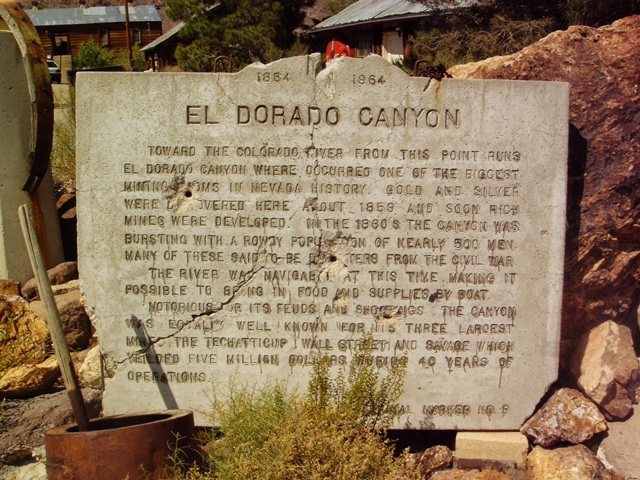 1864 1964
EL DORADO CANYON
TOWARD THE COLORADO RIVER FROM THIS POINT RUNS
EL DORADO CANYON WHERE OCCURRED ONE OF THE BIGGEST
MINING BOOMS IN NEVADA HISTORY. GOLD AND SILVER
WERE DISCOVERED HERE ABOUT 1859 AND SOON RICH
MINES WERE DEVELOPED. IN THE 1860'S THE CANYON WAS
BURSTING WITH A ROWDY POPULATION OF NEARLY 500 MEN.
MANY OF THESE SAID TO BE DESERTERS FROM THE CIVIL WAR
THE RIVER WAS NAVIGABLE AT THIS TIME MAKING IT
POSSIBLE TO BRING IN FOOD AND SUPPLIES BY BOAT.
NOTORIOUS FOR ITS FEUDS AND SHOOTINGS. THE CANYON
WAS EQUALLY WELL KNOWN FOR ITS THREE LARGEST
THE TECHATTICUP, WALL STREET AND SAVAGE WHICH
YEILDED FIVE MILLION DOLLARS DURING 40 YEARS OF
OPERATIONS.
MARKER NO